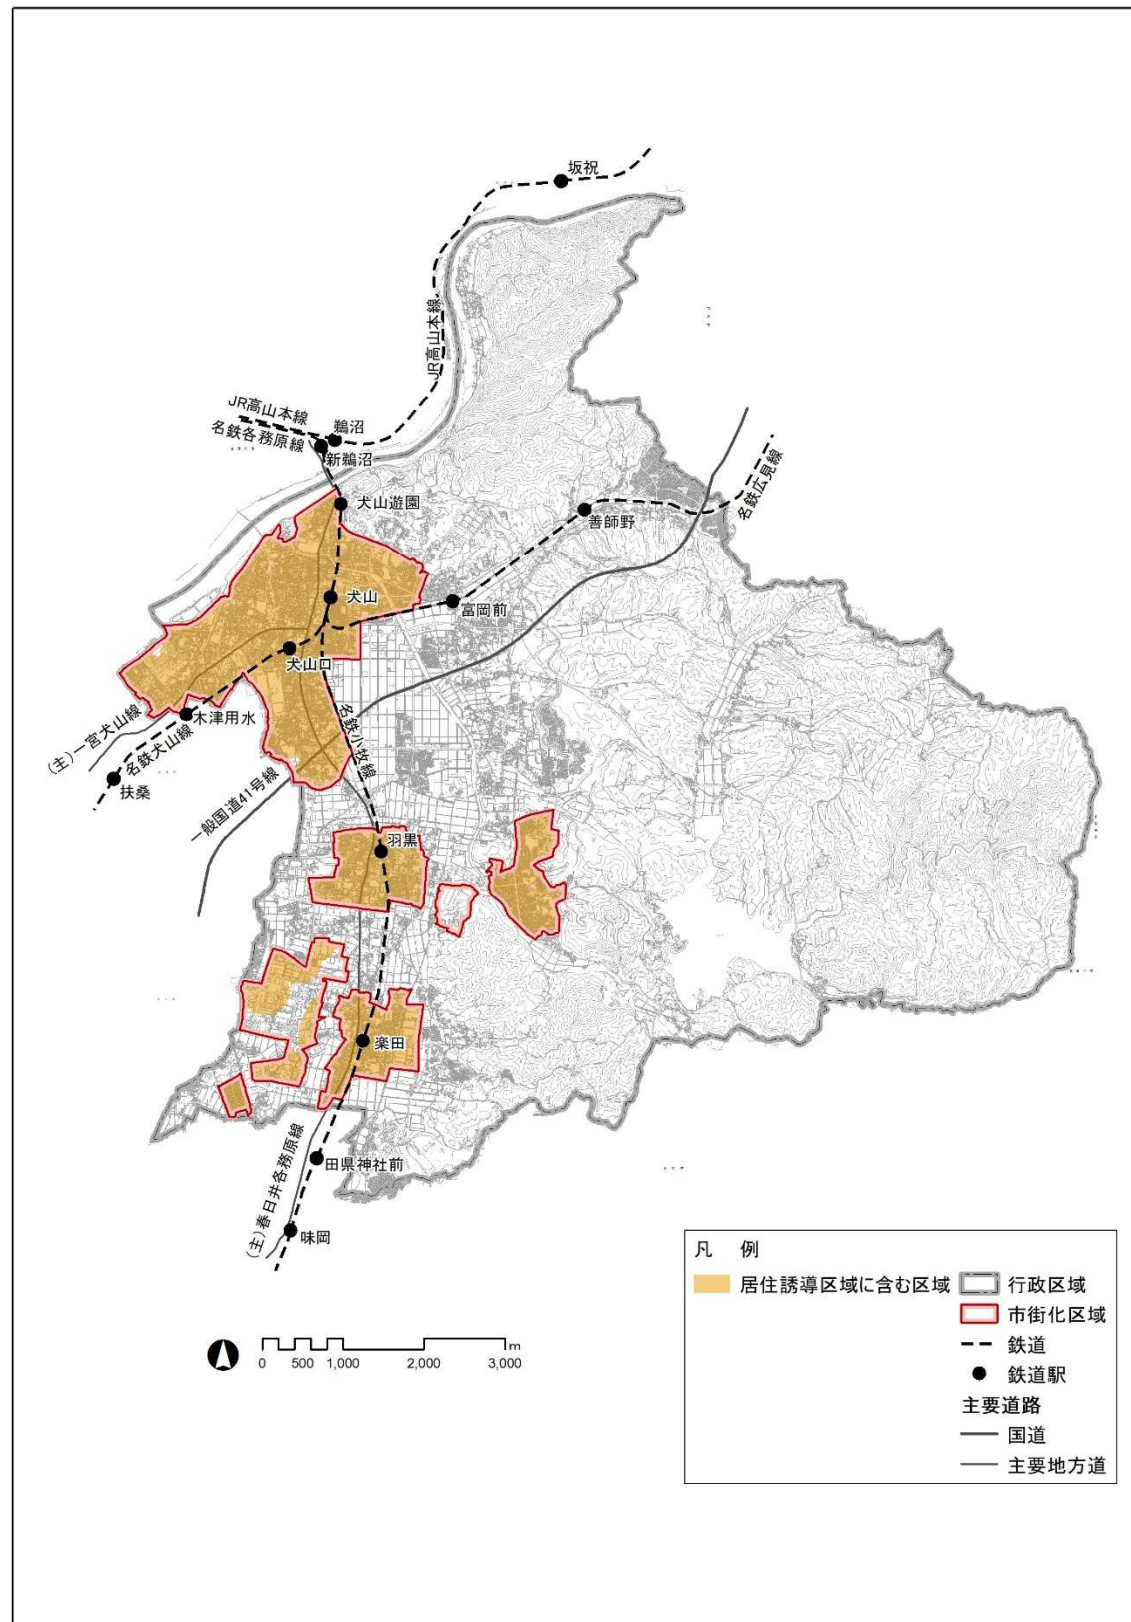 坂祝
JR高山本線
JR高山本線
鵜沼
名鉄各務原線
新鵜沼
犬山遊園
名鉄広見線
善師野
犬山
富岡前
犬山口
木津用水
(主)一宮犬山線
名鉄犬山線
扶桑
名鉄小牧線
一般国道41号線
羽黒
楽田
(主)春日井各務原線
田県神社前
味岡
凡 例
居住誘導区域に含む区域
行政区域
市街化区域
鉄道
鉄道駅
主要道路
国道
主要地方道
0 500 1,000 2,000 3,000 m